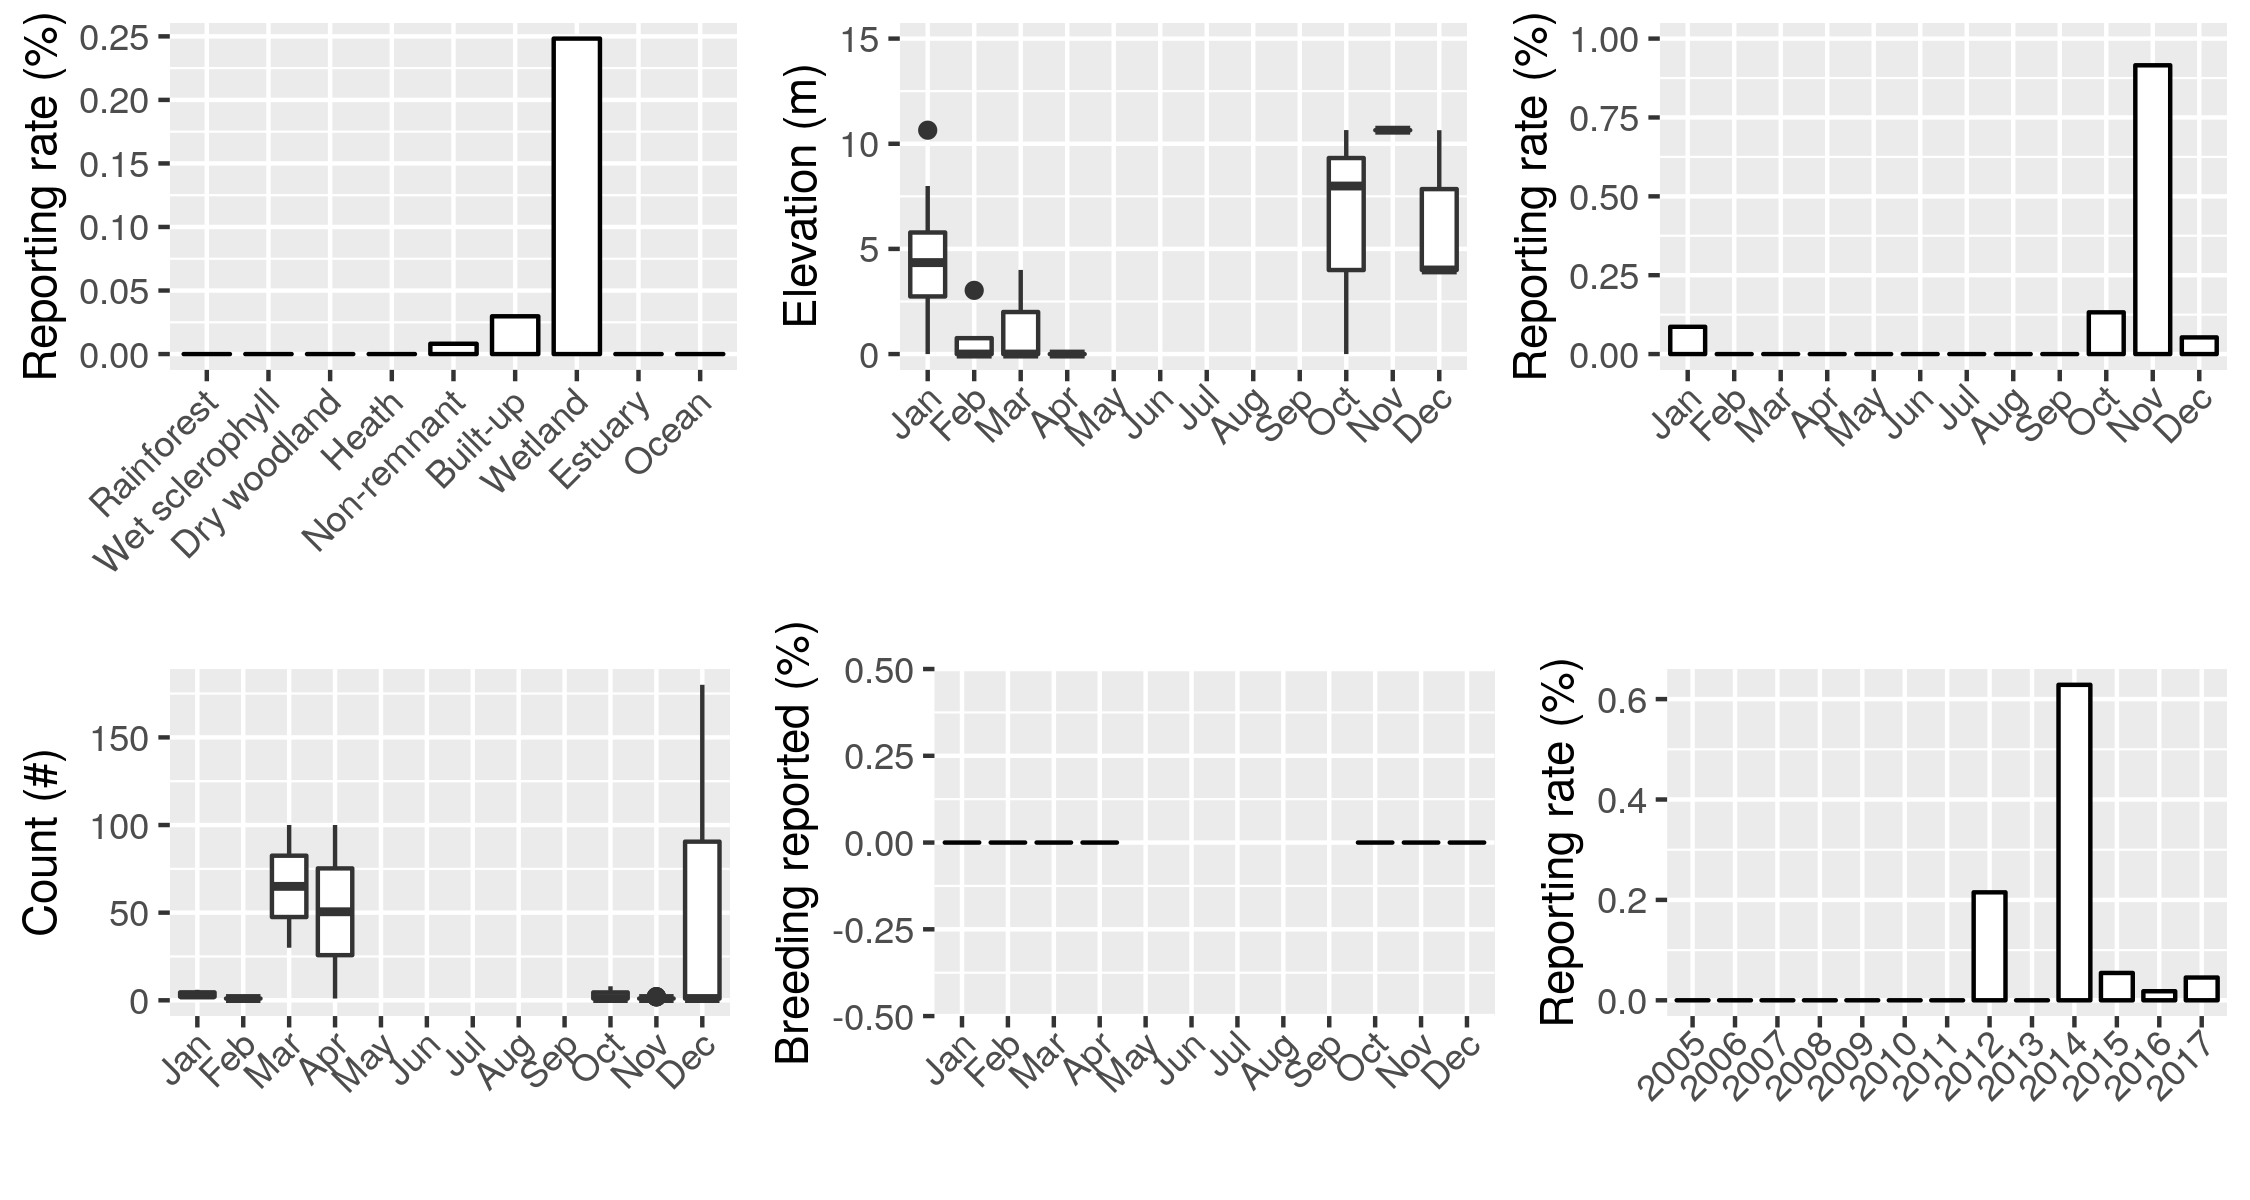 Reporting rate (%)
0.25
0.20
0.15
0.10
0.05
0.00
Rainforest
Wet sclerophyll
Dry woodland
Heath
Non-remnant
Built-up
Wetland
Estuary
Ocean
Elevation (m)
15
10
5
0
Jan
Feb
Mar
Apr
May
Jun
Jul
Aug
Sep
Oct
Nov
Dec
Reporting rate (%)
1.00
0.75
0.50
0.25
0.00
Jan
Feb
Mar
Apr
May
Jun
Jul
Aug
Sep
Oct
Nov
Dec
Count (#)
150
100
50
0
Jan
Feb
Mar
Apr
May
Jun
Jul
Aug
Sep
Oct
Nov
Dec
Breeding reported (%)
0.50
0.25
0.00
-0.25
-0.50
Jan
Feb
Mar
Apr
May
Jun
Jul
Aug
Sep
Oct
Nov
Dec
Reporting rate (%)
0.6
0.4
0.2
0.0
2005
2006
2007
2008
2009
2010
2011
2012
2013
2014
2015
2016
2017